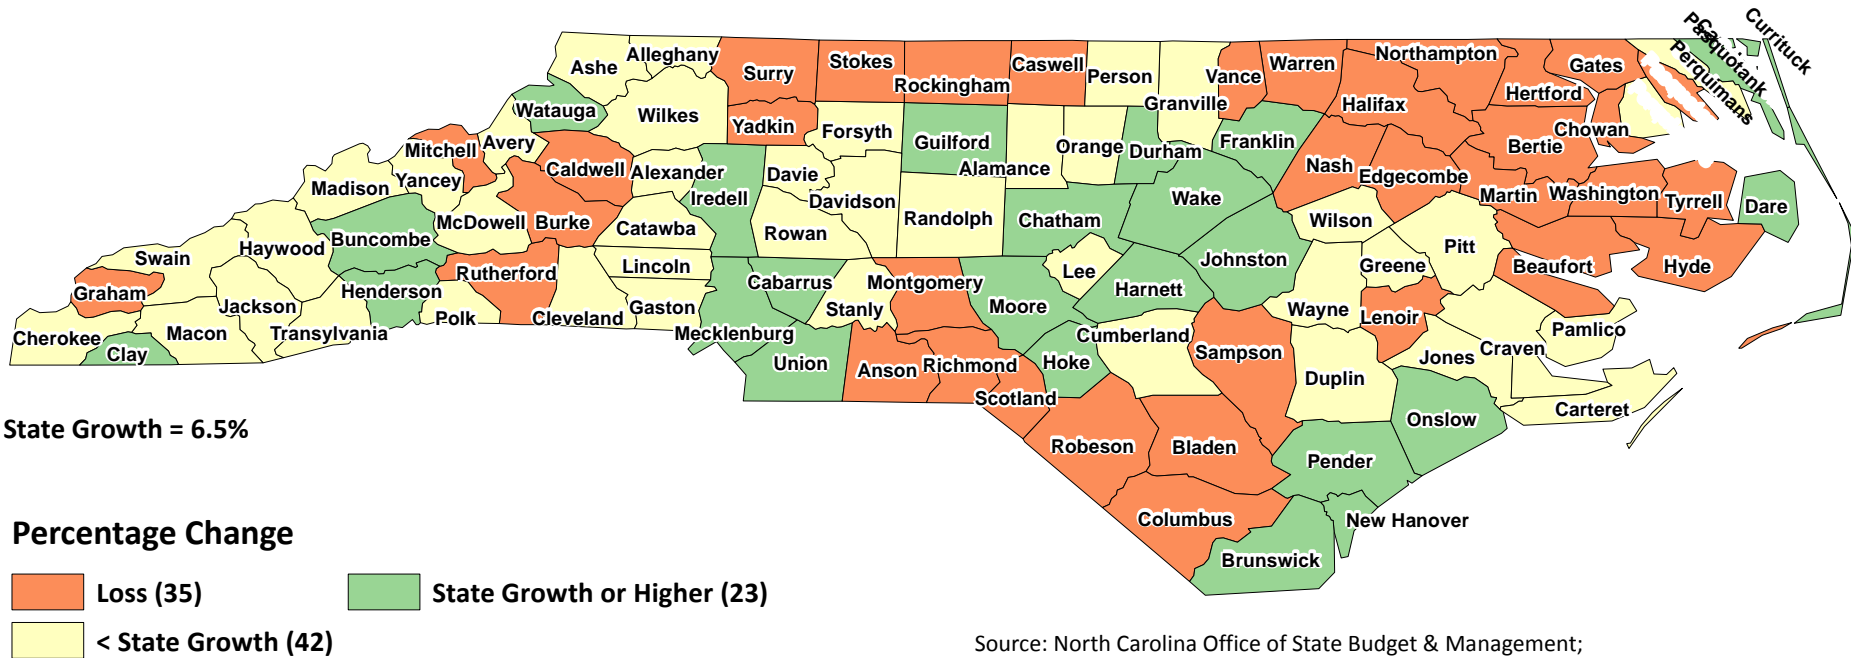 Currituck
Ca
Pasquotank
Perquimans
Ashe
Alleghany
Surry
Stokes
Rockingham
Caswell
Person
Granville
Vance
Warren
Northampton
Gates
Hertford
Halifax
Watauga
Wilkes
Yadkin
Forsyth
Guilford
Alamance
Orange
Durham
Franklin
Nash
Edgecombe
Bertie
Chowan
Mitchell
Avery
Caldwell
Alexander
Iredell
Davie
Davidson
Randolph
Chatham
Wake
Wilson
Martin
Washington
Tyrrell
Dare
Madison
Yancey
McDowell
Burke
Catawba
Rowan
Johnston
Pitt
Greene
Beaufort
Hyde
Swain
Haywood
Buncombe
Rutherford
Lincoln
Cabarrus
Montgomery
Lee
Harnett
Wayne
Lenoir
Graham
Jackson
Henderson
Polk
Cleveland
Gaston
Stanly
Moore
Cherokee
Clay
Macon
Transylvania
Mecklenburg
Union
Anson
Richmond
Scotland
Hoke
Cumberland
Sampson
Duplin
Jones
Craven
Pamlico
Carteret
Onslow
Robeson
Bladen
Pender
Columbus
New Hanover
Brunswick
State Growth = 6.5%
Percentage Change
Loss (35)
State Growth or Higher (23)
< State Growth (42)
Source: North Carolina Office of State Budget & Management;